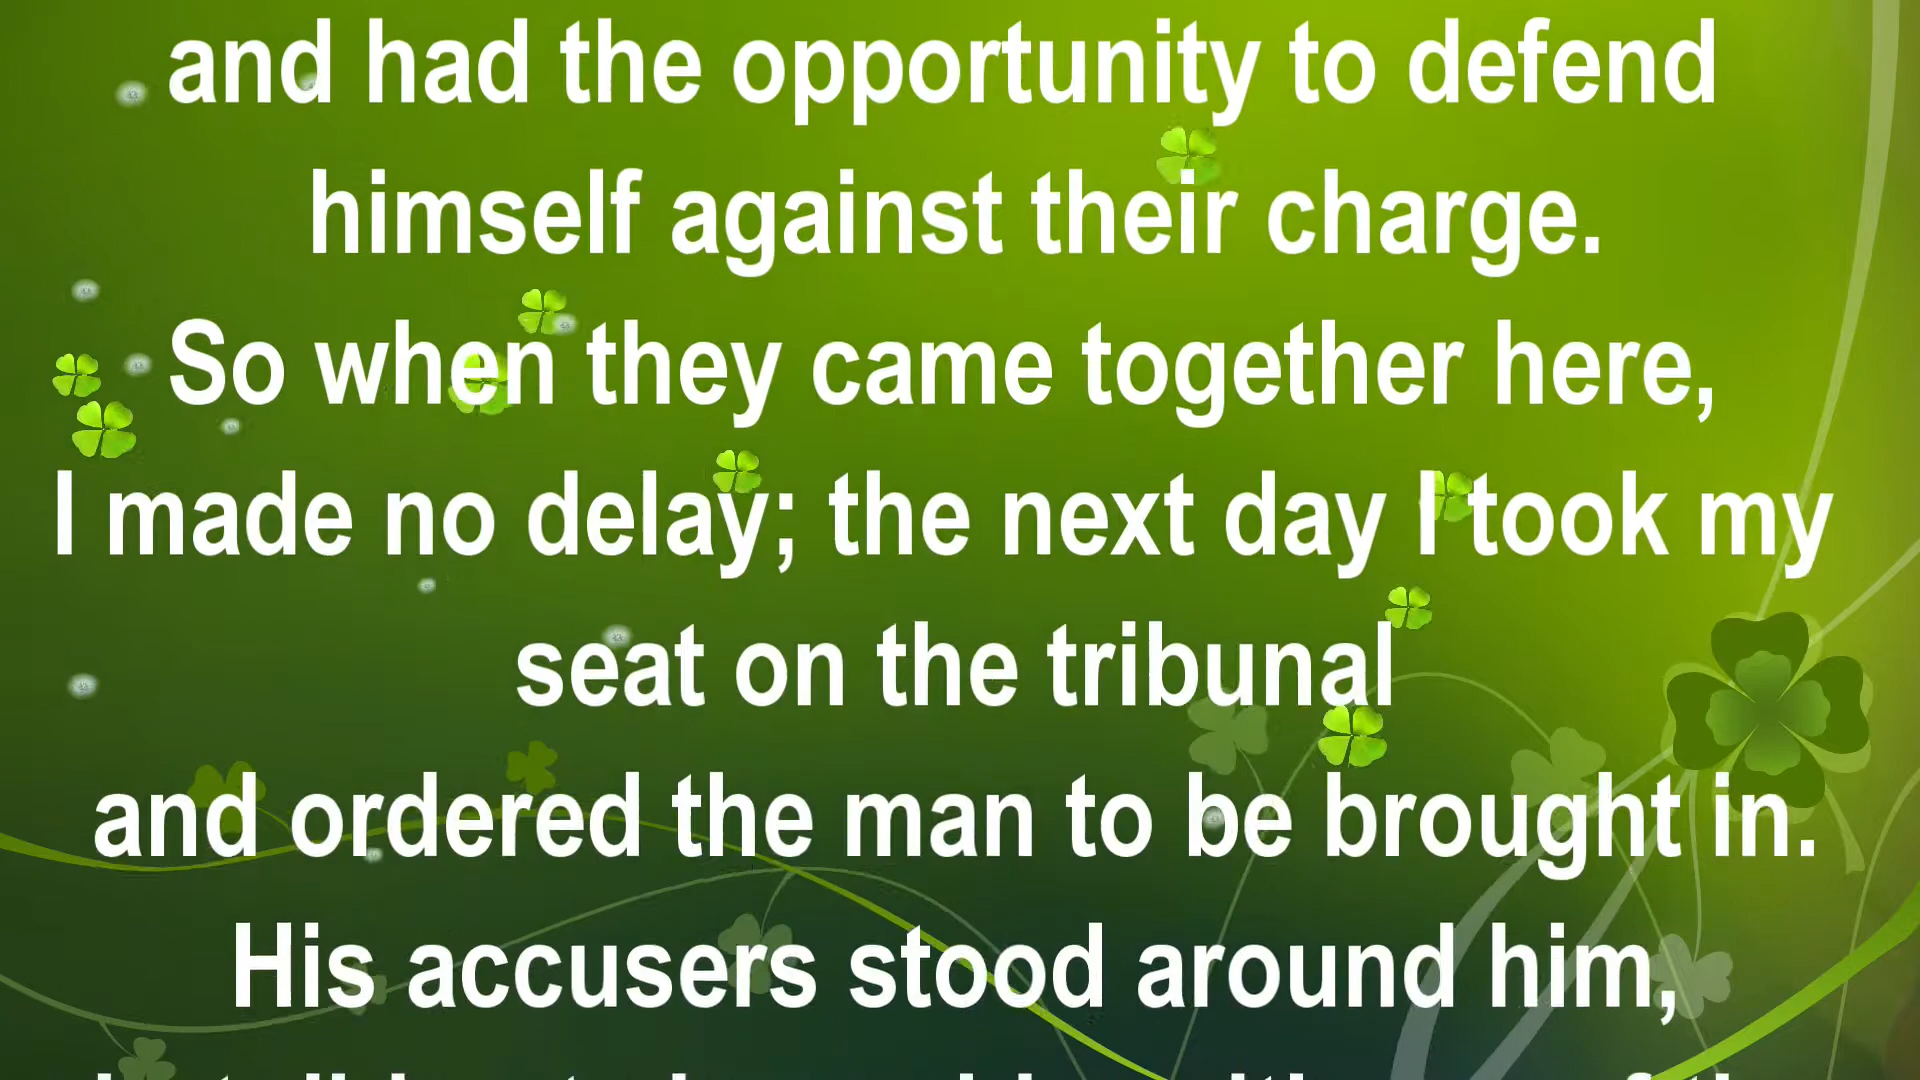 and had the opportunity to defend
himself against their charge.
So when they came together here,
I made no delay; the next day I took my
seat on the tribunal
and ordered the man to be brought in.
His accusers stood around him,